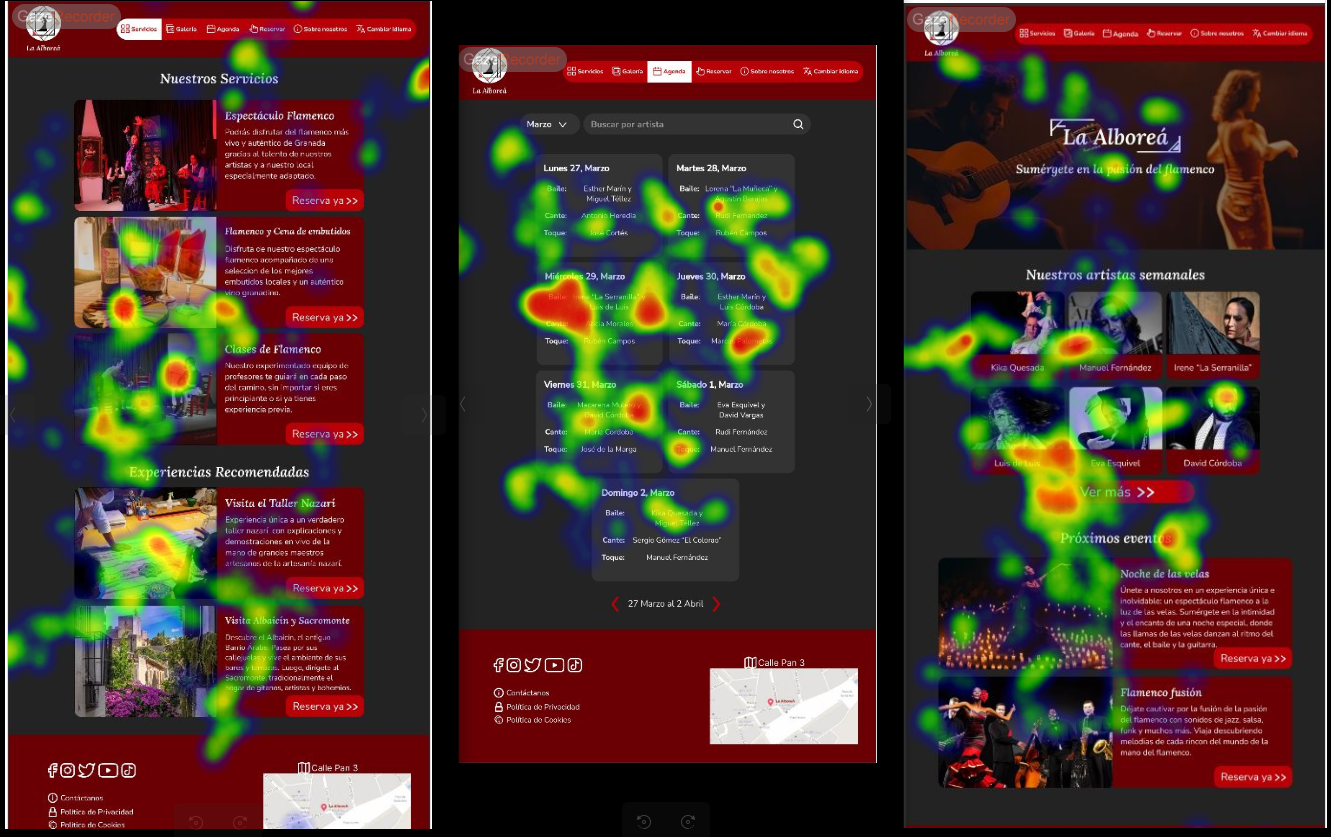 GazeRecorder
La Alboreá
Servicios
Galería
Agenda
Reservar
Sobre nosotros
Cambiar idioma
Nuestros Servicios
Espectáculo Flamenco
Podrás disfrutar del flamenco más
vivo y auténtico de Granada
gracias al talento de nuestros
artistas y a nuestro local
especialmente adaptado.
Reserva ya >>
Flamenco y Cena de embutidos
Disfruta de nuestro espectáculo
flamenco acompañado de una
selección de los mejores
embutidos locales y un auténtico
vino granadino.
Reserva ya >>
Clases de Flamenco
Nuestro experimentado equipo de
profesores te guiará en cada paso
del camino, sin importar si eres
principiante o si ya tienes
experiencia previa.
Reserva ya >>
Experiencias Recomendadas
Visita el Taller Nazarí
Experiencia única a un verdadero
taller nazarí con explicaciones y
demostraciones en vivo de la
mano de grandes maestros
artesanos de la artesanía nazarí.
Reserva ya >>
Visita Albaicín y Sacromonte
Descubre el Albaicín, el antiguo
Barrio Árabe. Pasea por sus
callejuelas y vive el ambiente de sus
bares y terrazas. Luego, dirígete al
Sacromonte, tradicionalmente el
hogar de gitanos, artistas y bohemios.
Reserva ya >>
Calle Pan 3
Contáctanos
Política de Privacidad
Política de Cookies
La Alboreá
GazeRecorder
La Alboreá
Servicios
Galería
Agenda
Reservar
Sobre nosotros
Cambiar idioma
Marzo
Buscar por artista
Lunes 27, Marzo
Baile: Esther Marín y
Miguel Téllez
Cante: Antonio Heredia
Toque: José Cortés
Martes 28, Marzo
Baile: Lorena "La Muñeca" y
Agustín
Cante: Rudi Fernández
Toque: Rubén Campos
Miércoles 29, Marzo
Baile: Irene "La Serranilla"
Luis de Luis
Cante: Alicia Morales
Toque: Rubén Campos
Jueves 30, Marzo
Baile: Esther Marín y
Luis Córdoba
Cante: María Córdoba
Toque:
Viernes 31, Marzo
Baile: Macarena
David Córdoba
Cante: María Cordoba
Toque: José de la Marga
Sábado 1, Marzo
Baile: Eva Esquivel y
David Vargas
Cante: Rudi Fernández
Toque: Manuel Fernández
Domingo 2, Marzo
Baile: Kika Quesada y
Miguel Téllez
Cante: Sergio Gómez "El Colorao"
Toque: Manuel Fernández
27 Marzo al 2 Abril
Calle Pan 3
Contáctanos
Política de Privacidad
Política de Cookies
La Alboreá
GazeRecorder
La Alboreá
Servicios
Galería
Agenda
Reservar
Sobre nosotros
Cambiar idioma
La Alboreá
Sumérgete en la pasión del flamenco
Nuestros artistas semanales
Kika Quesada
Manuel Fernández
Irene "La Serranilla"
Luis de Luis
Eva Esquivel
David Córdoba
Ver más >>
Próximos eventos
Noche de las velas
Únete a nosotros en un experiencia única e
inolvidable: un espectáculo flamenco a la
luz de las velas. Sumérgete en la intimidad
y el encanto de una noche especial, donde
las llamas de las velas danzan al ritmo del
cante, el baile y la guitarra.
Reserva ya >>
Flamenco fusión
Déjate cautivar por la fusión de la pasión
del flamenco con sonidos de jazz, salsa,
funk y muchos más. Viaja descubriendo
melodías de cada rincon del mundo de la
mano del flamenco.
Reserva ya >>